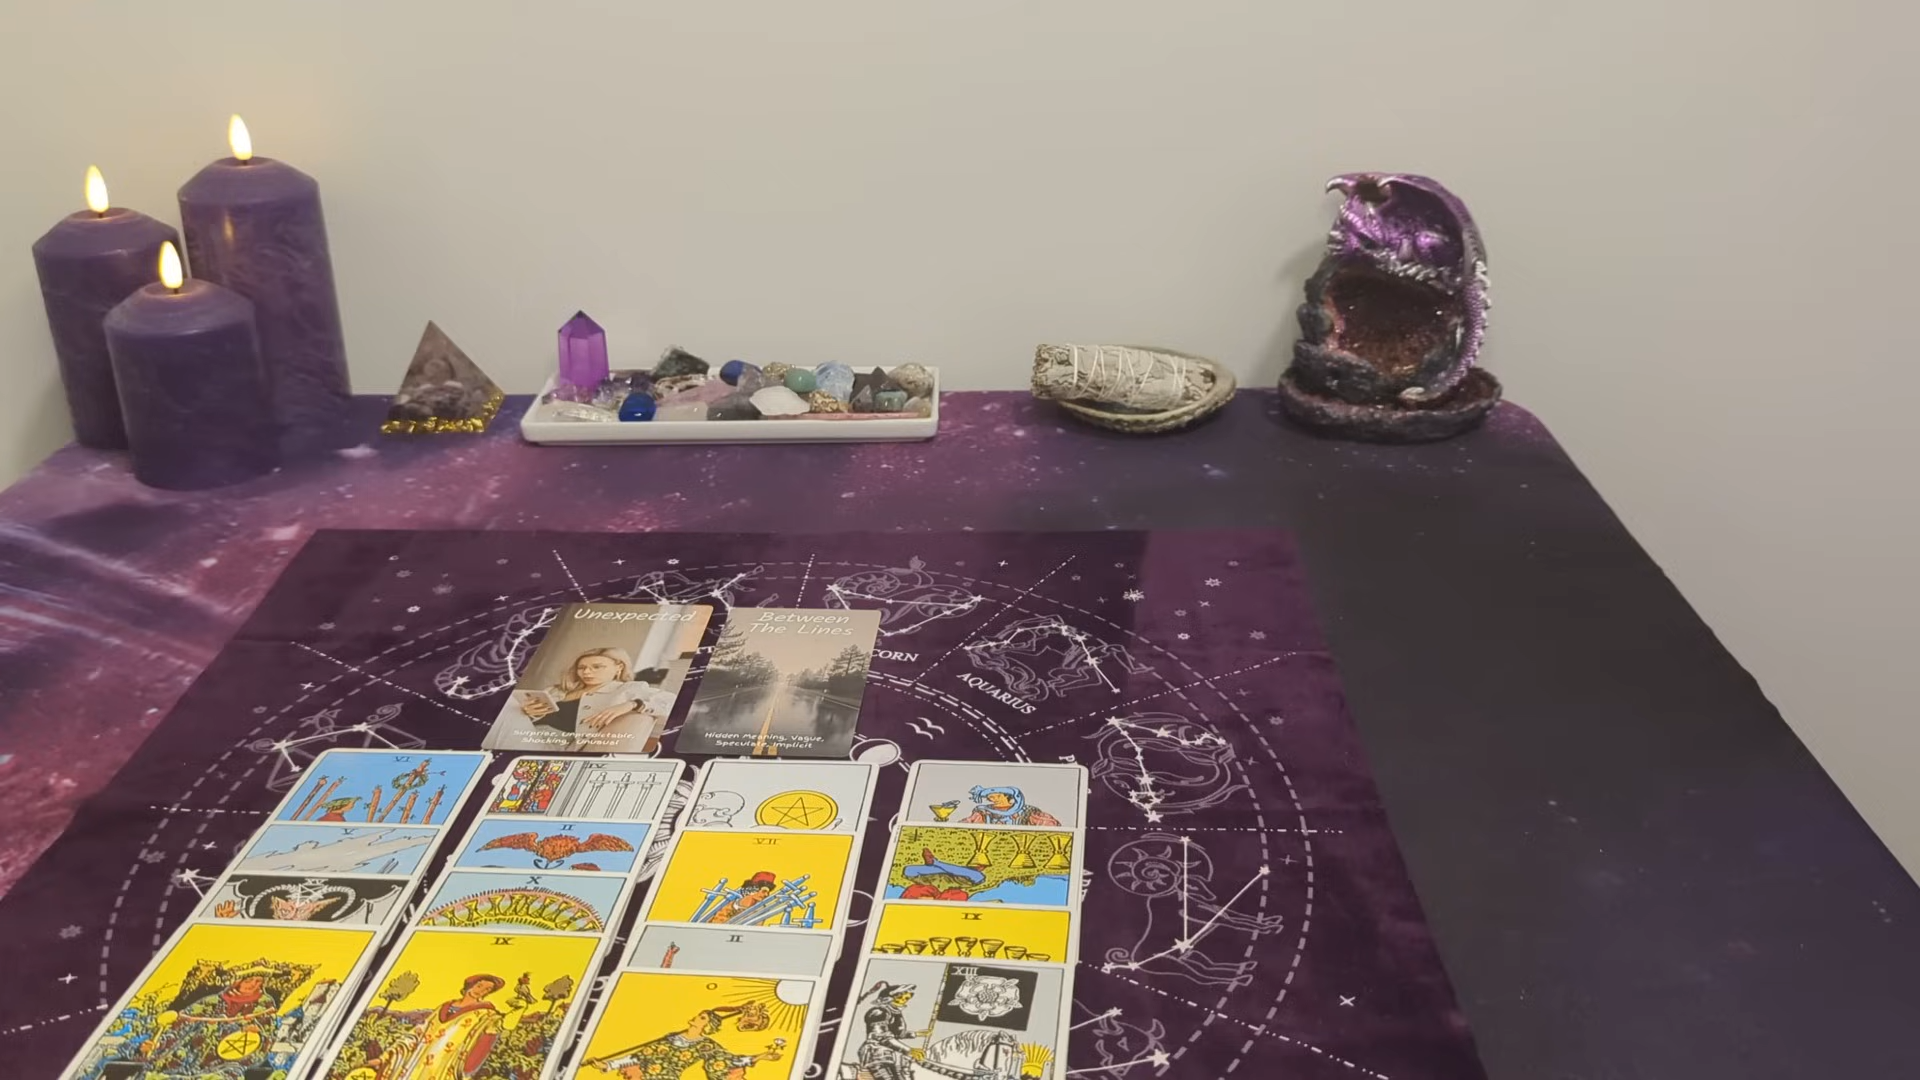 Unexpected
Surprise, Unpredictable,
Shocking, Unusual
Between
The Lines
Hidden Meaning, Vague,
Speculate, Implicit
CORN
AQUARIUS
VI
IV
V
II
X
IX
VII
II
IX
XIII
O